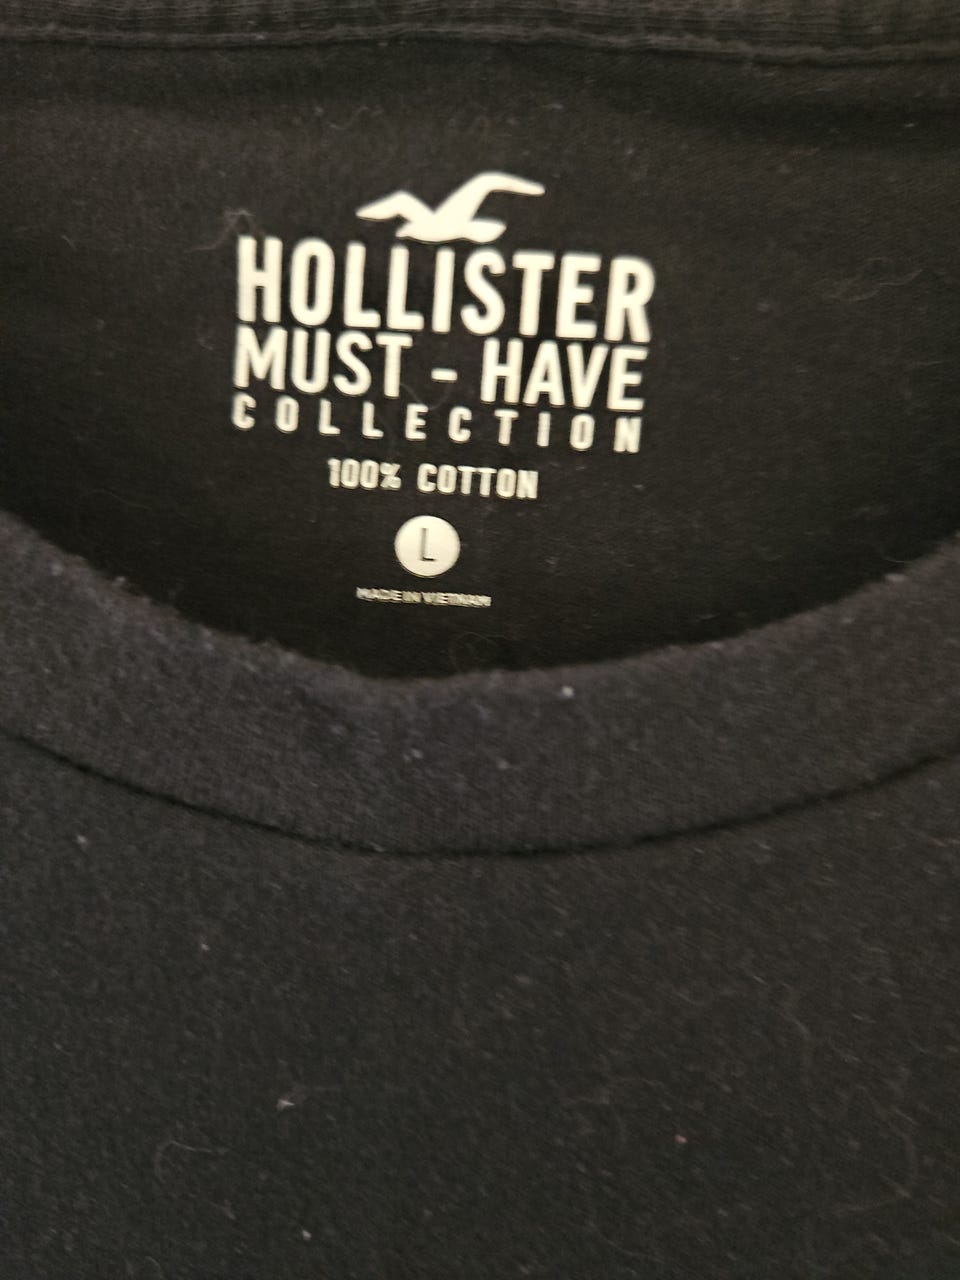 HOLLISTER
MUST - HAVE
COLLECTION
100% COTTON
L
MADE IN VIETNAM